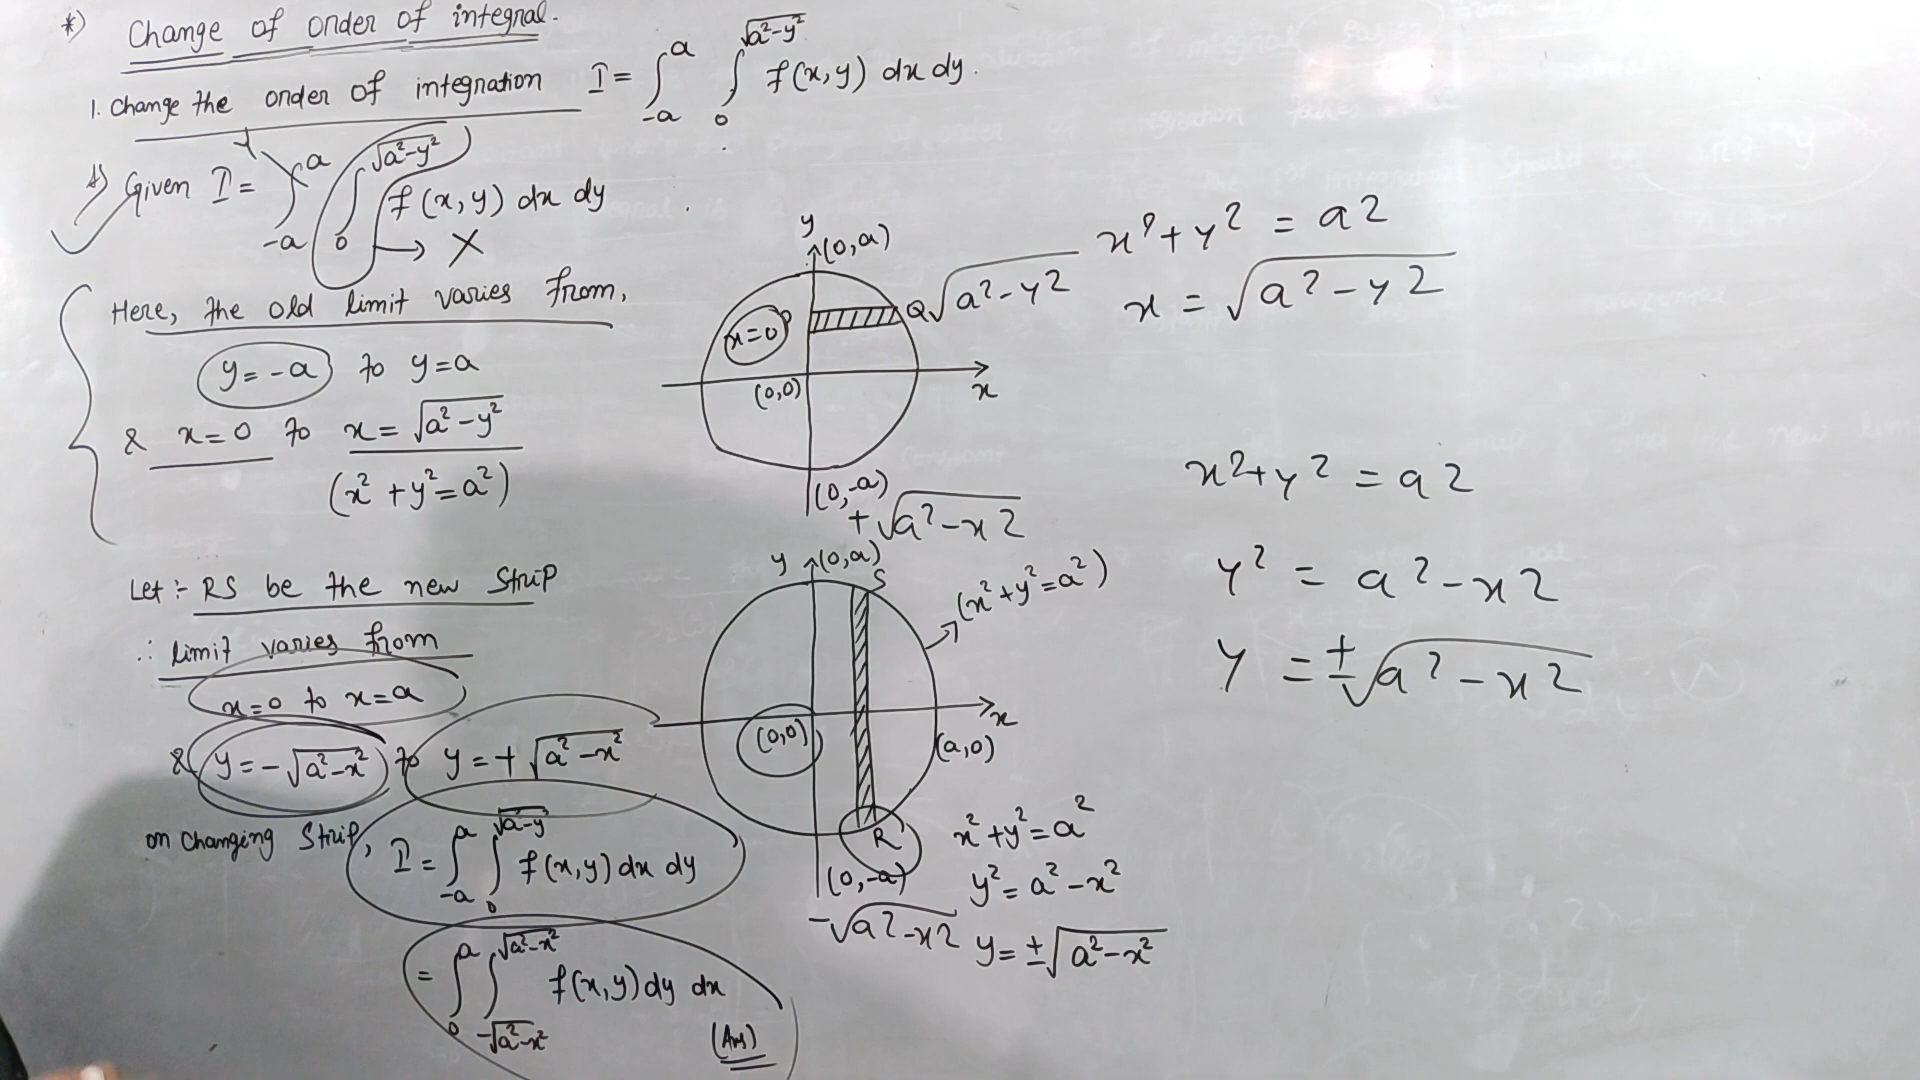 *) Change of order of integral.
1. Change the order of integration I = ∫_{-a}^{a} ∫_{0}^{√a²-y²} f(x,y) dx dy.
Given I = ∫_{-a}^{a} ∫_{0}^{√a²-y²} f(x,y) dx dy
y
→ X
Here, the old limit varies from,
y = -a to y = a
& x = 0 to x = √a²-y²
(x² + y² = a²)
y
(0,a)
x=0
P
Q √a²-y²
(0,0)
x
(0,-a)
x² + y² = a²
x = √a²-y²
Let :- RS be the new Strip
∴ limit varies from
x=0 to x=a
& y = -√a²-x² to y = +√a²-x²
on Changing Strip, I = ∫_{-a}^{a} ∫_{0}^{√a-y} f(x,y) dx dy
= ∫_{0}^{a} ∫_{-√a²-x²}^{√a²-x²} f(x,y) dy dx
(Ans)
+√a²-x²
y
(0,a)
S
(x² + y² = a²)
(0,0)
x
(a,0)
R
(0,-a)
-√a²-x²
x² + y² = a²
y² = a² - x²
y = ±√a²-x²
x² + y² = a²
y² = a² - x²
y = ±√a²-x²